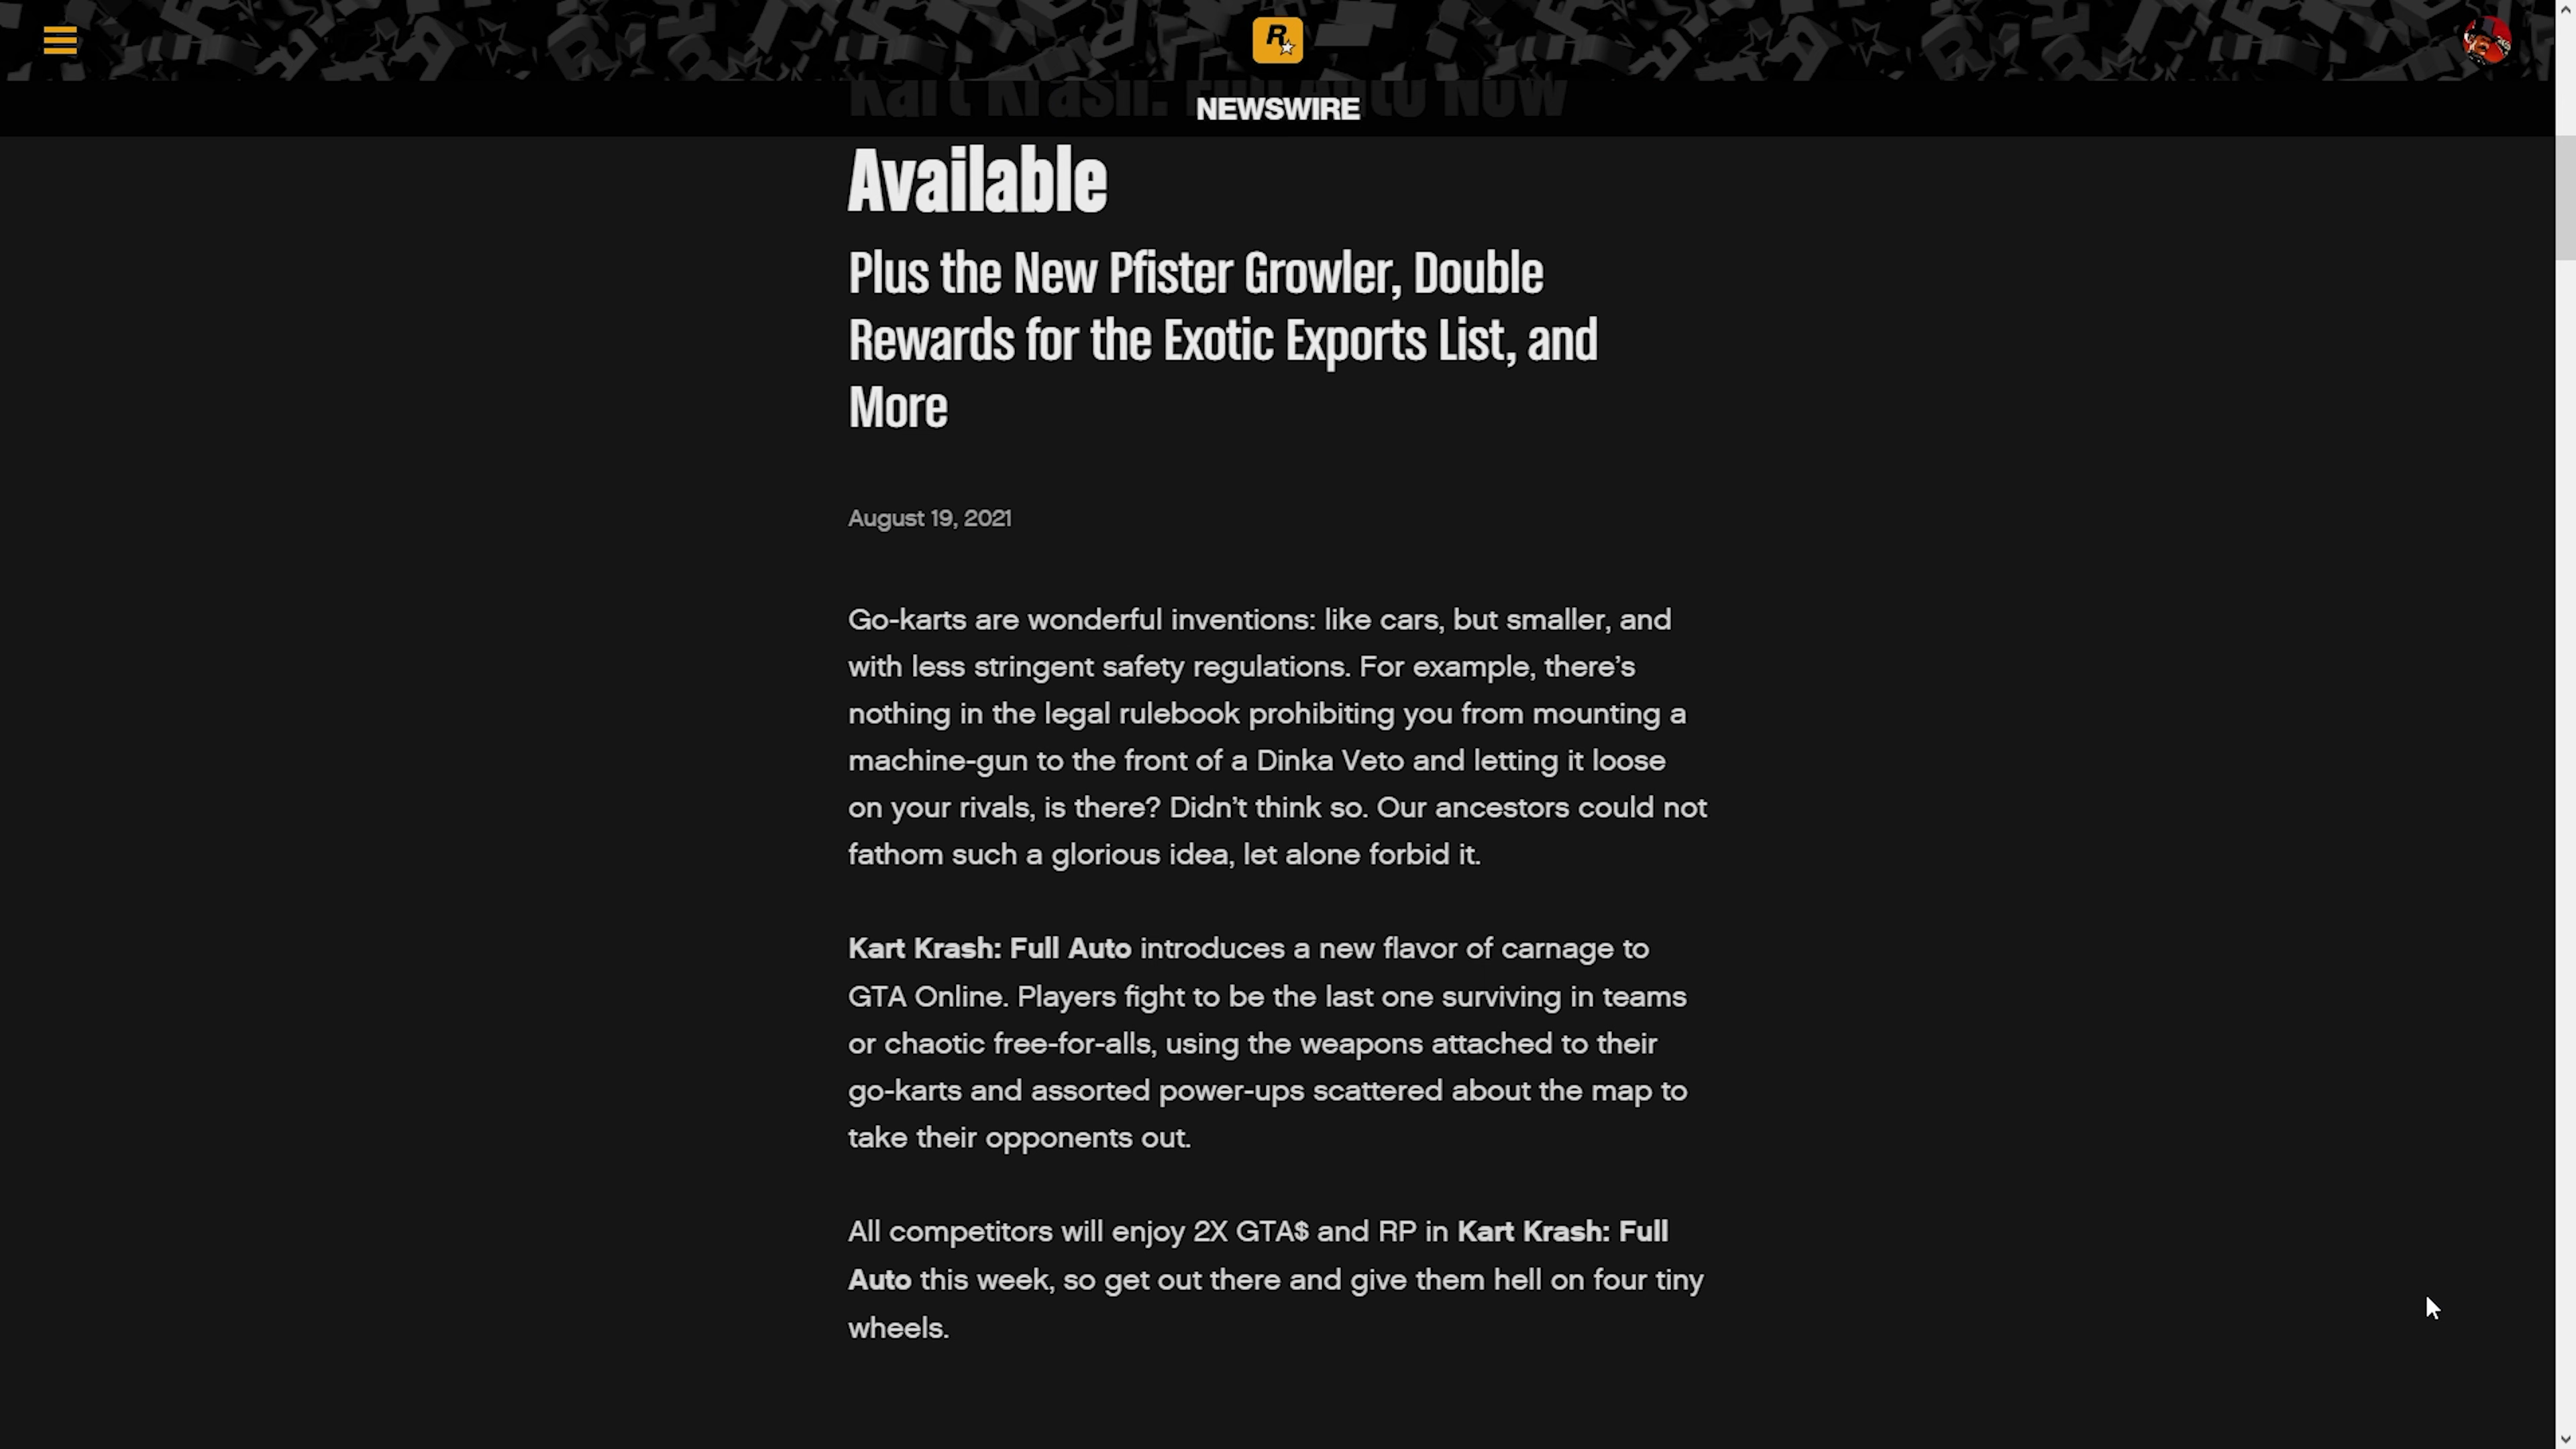 Kart Krash: Full Auto Now
NEWSWIRE
Available
Plus the New Pfister Growler, Double
Rewards for the Exotic Exports List, and
More
August 19, 2021
Go-karts are wonderful inventions: like cars, but smaller, and
with less stringent safety regulations. For example, there’s
nothing in the legal rulebook prohibiting you from mounting a
machine-gun to the front of a Dinka Veto and letting it loose
on your rivals, is there? Didn’t think so. Our ancestors could not
fathom such a glorious idea, let alone forbid it.
Kart Krash: Full Auto introduces a new flavor of carnage to
GTA Online. Players fight to be the last one surviving in teams
or chaotic free-for-alls, using the weapons attached to their
go-karts and assorted power-ups scattered about the map to
take their opponents out.
All competitors will enjoy 2X GTA$ and RP in Kart Krash: Full
Auto this week, so get out there and give them hell on four tiny
wheels.